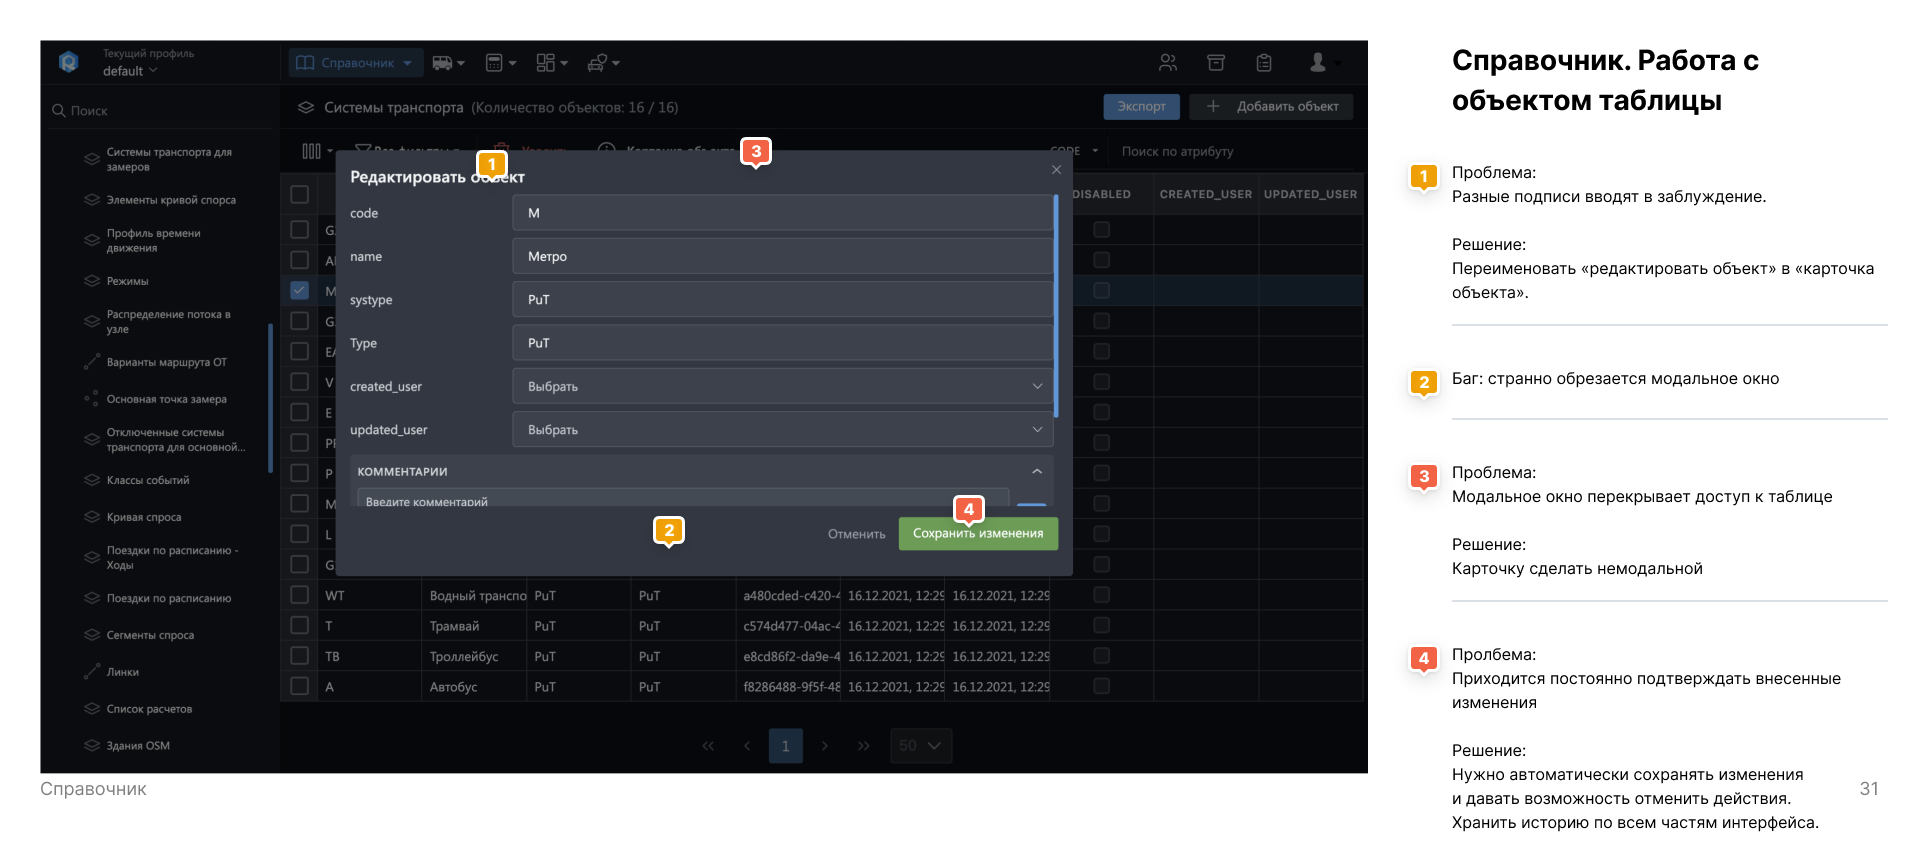 Текущий профиль
default
Справочник
Поиск
Системы транспорта (Количество объектов: 16 / 16)
Экспорт
Добавить объект
CODE
Поиск по атрибуту
Системы транспорта для
замеров
Элементы кривой спорса
Профиль времени
движения
Режимы
Распределение потока в
узле
Варианты маршрута ОТ
Основная точка замера
Отключенные системы
транспорта для основной...
Классы событий
Кривая спроса
Поездки по расписанию -
Ходы
Поездки по расписанию
Сегменты спроса
Линки
Список расчетов
Здания OSM
DISABLED CREATED_USER UPDATED_USER
1
3
Редактировать объект
code M
name Метро
systype PuT
Type PuT
created_user Выбрать
updated_user Выбрать
КОММЕНТАРИИ
Введите комментарий
2
4
Отменить
Сохранить изменения
G
A
M
G
E
V
E
P
P
M
L
G
WT Водный транспо PuT PuT a480cded-c420-4 16.12.2021, 12:29 16.12.2021, 12:29
T Трамвай PuT PuT c574d477-04ac-4 16.12.2021, 12:29 16.12.2021, 12:29
TB Троллейбус PuT PuT e8cd86f2-da9e-4 16.12.2021, 12:29 16.12.2021, 12:29
A Автобус PuT PuT f8286488-9f5f-48 16.12.2021, 12:29 16.12.2021, 12:29
1
50
Справочник. Работа с
объектом таблицы
1
Проблема:
Разные подписи вводят в заблуждение.
Решение:
Переименовать «редактировать объект» в «карточка
объекта».
2
Баг: странно обрезается модальное окно
3
Проблема:
Модальное окно перекрывает доступ к таблице
Решение:
Карточку сделать немодальной
4
Пролбема:
Приходится постоянно подтверждать внесенные
изменения
Решение:
Нужно автоматически сохранять изменения
и давать возможность отменить действия.
Хранить историю по всем частям интерфейса.
Справочник
31